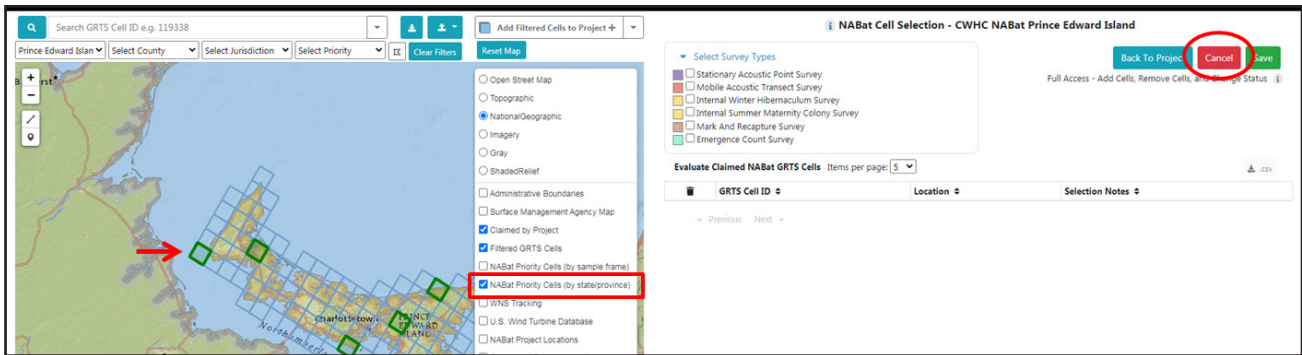 Search GRTS Cell ID e.g. 119338
Add Filtered Cells to Project +
Prince Edward Islan
Select County
Select Jurisdiction
Select Priority
Clear Filters
Reset Map
Open Street Map
Topographic
NationalGeographic
Imagery
Gray
ShadedRelief
Administrative Boundaries
Surface Management Agency Map
Claimed by Project
Filtered GRTS Cells
NABat Priority Cells (by sample frame)
NABat Priority Cells (by state/province)
WNS Tracking
U.S. Wind Turbine Database
NABat Project Locations
+
−
Charlottetown
PRINCE
EDWARD
ISLAND
NABat Cell Selection - CWHC NABat Prince Edward Island
Select Survey Types
Stationary Acoustic Point Survey
Mobile Acoustic Transect Survey
Internal Winter Hibernaculum Survey
Internal Summer Maternity Colony Survey
Mark And Recapture Survey
Emergence Count Survey
Back To Project
Cancel
Save
Full Access - Add Cells, Remove Cells, and Change Status
Evaluate Claimed NABat GRTS Cells Items per page: 5
.csv
GRTS Cell ID
Location
Selection Notes
« Previous Next »